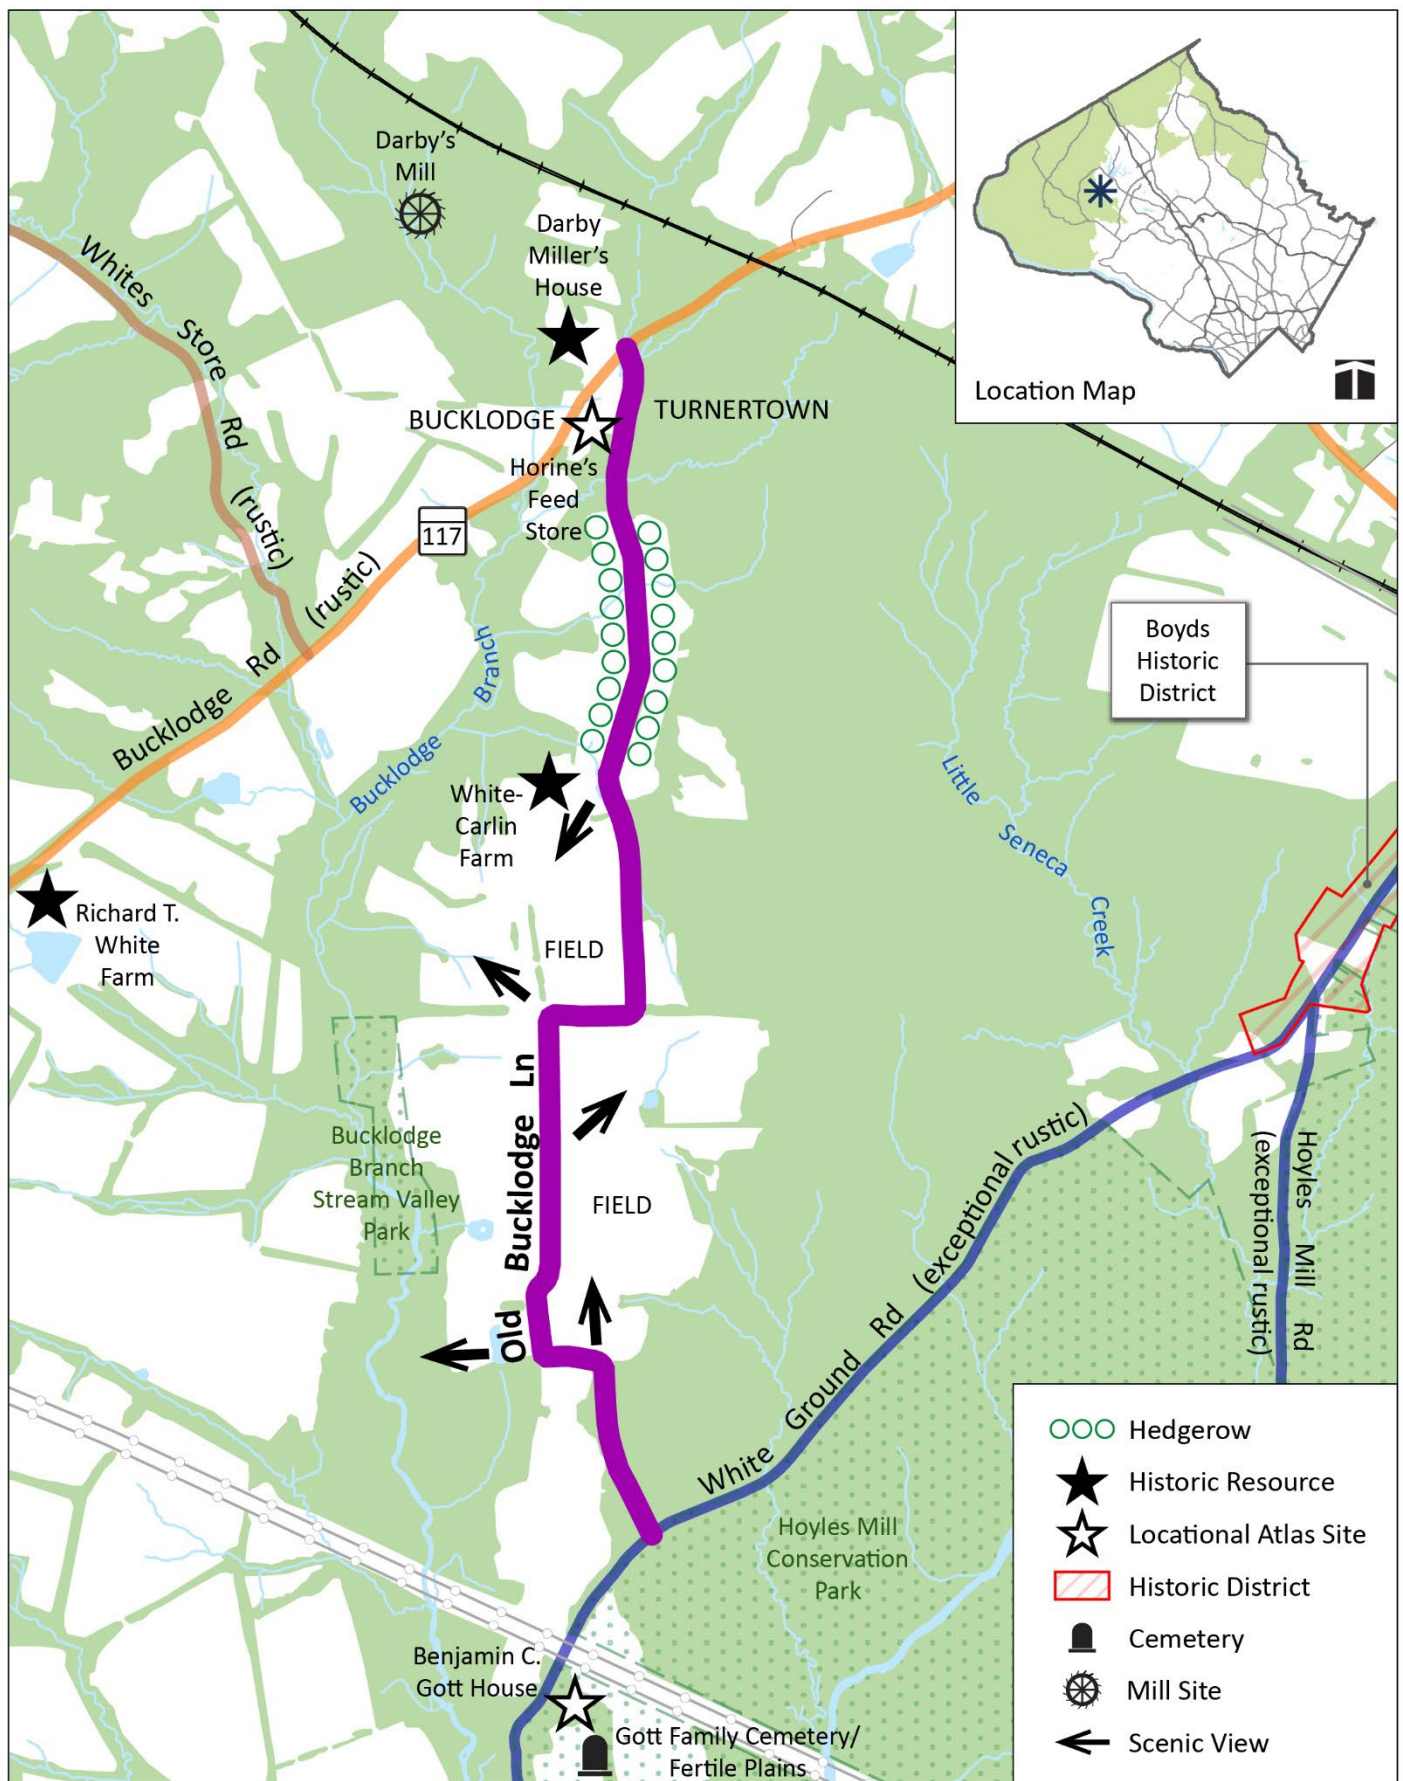 Location Map
Darby's
Mill
Darby
Miller's
House
Whites Store Rd (rustic)
BUCKLODGE
TURNERTOWN
Horine's
Feed
Store
117
Bucklodge Rd (rustic)
Bucklodge Branch
Boyds
Historic
District
White-
Carlin
Farm
Little Seneca Creek
Richard T.
White
Farm
FIELD
Old Bucklodge Ln
Bucklodge
Branch
Stream Valley
Park
FIELD
White Ground Rd (exceptional rustic)
Hoyles Mill Rd
(exceptional rustic)
Hoyles Mill
Conservation
Park
Benjamin C.
Gott House
Gott Family Cemetery/
Fertile Plains
Hedgerow
Historic Resource
Locational Atlas Site
Historic District
Cemetery
Mill Site
Scenic View